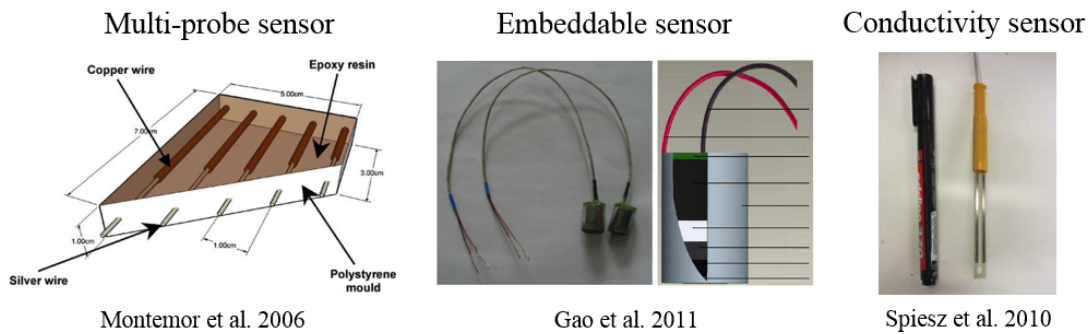 Multi-probe sensor
Embeddable sensor
Conductivity sensor
Copper wire
Epoxy resin
5.00cm
7.00cm
3.00cm
1.00cm
1.00cm
Silver wire
Polystyrene
mould
Montemor et al. 2006
Gao et al. 2011
Spiesz et al. 2010